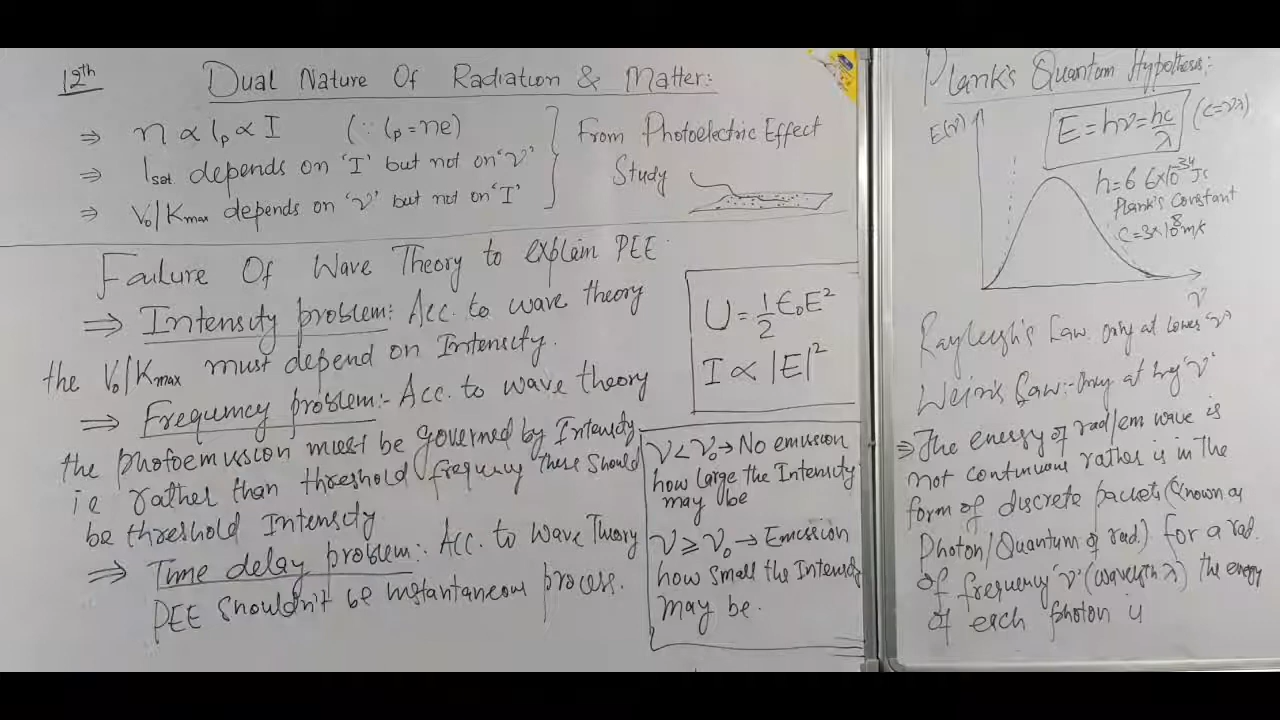 12th
Dual Nature Of Radiation & Matter:
⇒ n ∝ ip ∝ I (∵ ip = ne)
⇒ Isat. depends on 'I' but not on 'ν'
⇒ V₀/Kmax depends on 'ν' but not on 'I'
From Photoelectric Effect
Study
Failure Of Wave Theory to explain PEE
⇒ Intensity problem: Acc. to wave theory
the V₀/Kmax must depend on Intensity.
⇒ Frequency problem:- Acc. to wave theory
the photoemission must be governed by Intensity
ie rather than threshold frequency there should
be threshold Intensity
⇒ Time delay problem:- Acc. to Wave Theory
PEE shouldn't be instantaneous process.
U = 1/2 ε₀E²
I ∝ |E|²
ν < ν₀ → No emission
how large the Intensity
may be
ν ≥ ν₀ → Emission
how small the Intensity
may be.
Plank's Quantum Hypothesis:
E(ν)
E = hν = hc/λ (c=νλ)
h = 6.6×10⁻³⁴ Js
Plank's Constant
c = 3×10⁸ m/s
ν
Rayleigh's Law only at lower 'ν'
Wein's Law:- Only at high 'ν'
⇒ The energy of rad/em wave is
not continuous rather is in the
form of discrete packets (Known as
Photon/Quantum of rad.) for a rad.
of frequency 'ν' (wavelength λ) the energy
of each photon is